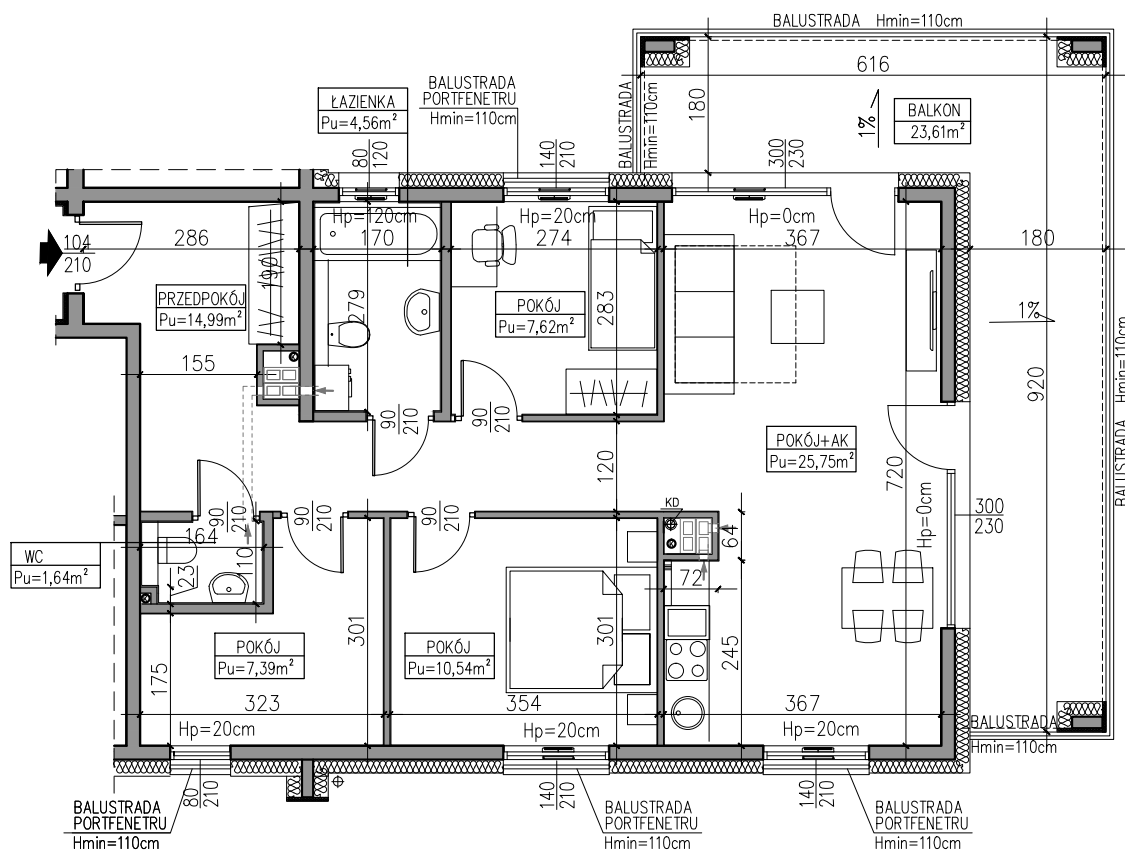 BALUSTRADA Hmin=110cm
616
BALUSTRADA
PORTFENETRU
Hmin=110cm
ŁAZIENKA
Pu=4,56m²
BALUSTRADA
Hmin=110cm
180
1%
BALKON
23,61m²
80
120
140
210
300
230
Hp=120cm
Hp=20cm
Hp=0cm
104
210
286
170
274
367
180
190
PRZEDPOKÓJ
Pu=14,99m²
279
POKÓJ
Pu=7,62m²
283
1%
155
920
BALUSTRADA Hmin=110cm
90
210
90
210
120
POKÓJ+AK
Pu=25,75m²
720
90
210
90
210
90
210
KD
64
Hp=0cm
300
230
164
WC
Pu=1,64m²
110
23
72
POKÓJ
Pu=7,39m²
301
POKÓJ
Pu=10,54m²
301
245
175
323
354
367
Hp=20cm
Hp=20cm
Hp=20cm
BALUSTRADA
Hmin=110cm
80
210
140
210
140
210
BALUSTRADA
PORTFENETRU
Hmin=110cm
BALUSTRADA
PORTFENETRU
Hmin=110cm
BALUSTRADA
PORTFENETRU
Hmin=110cm